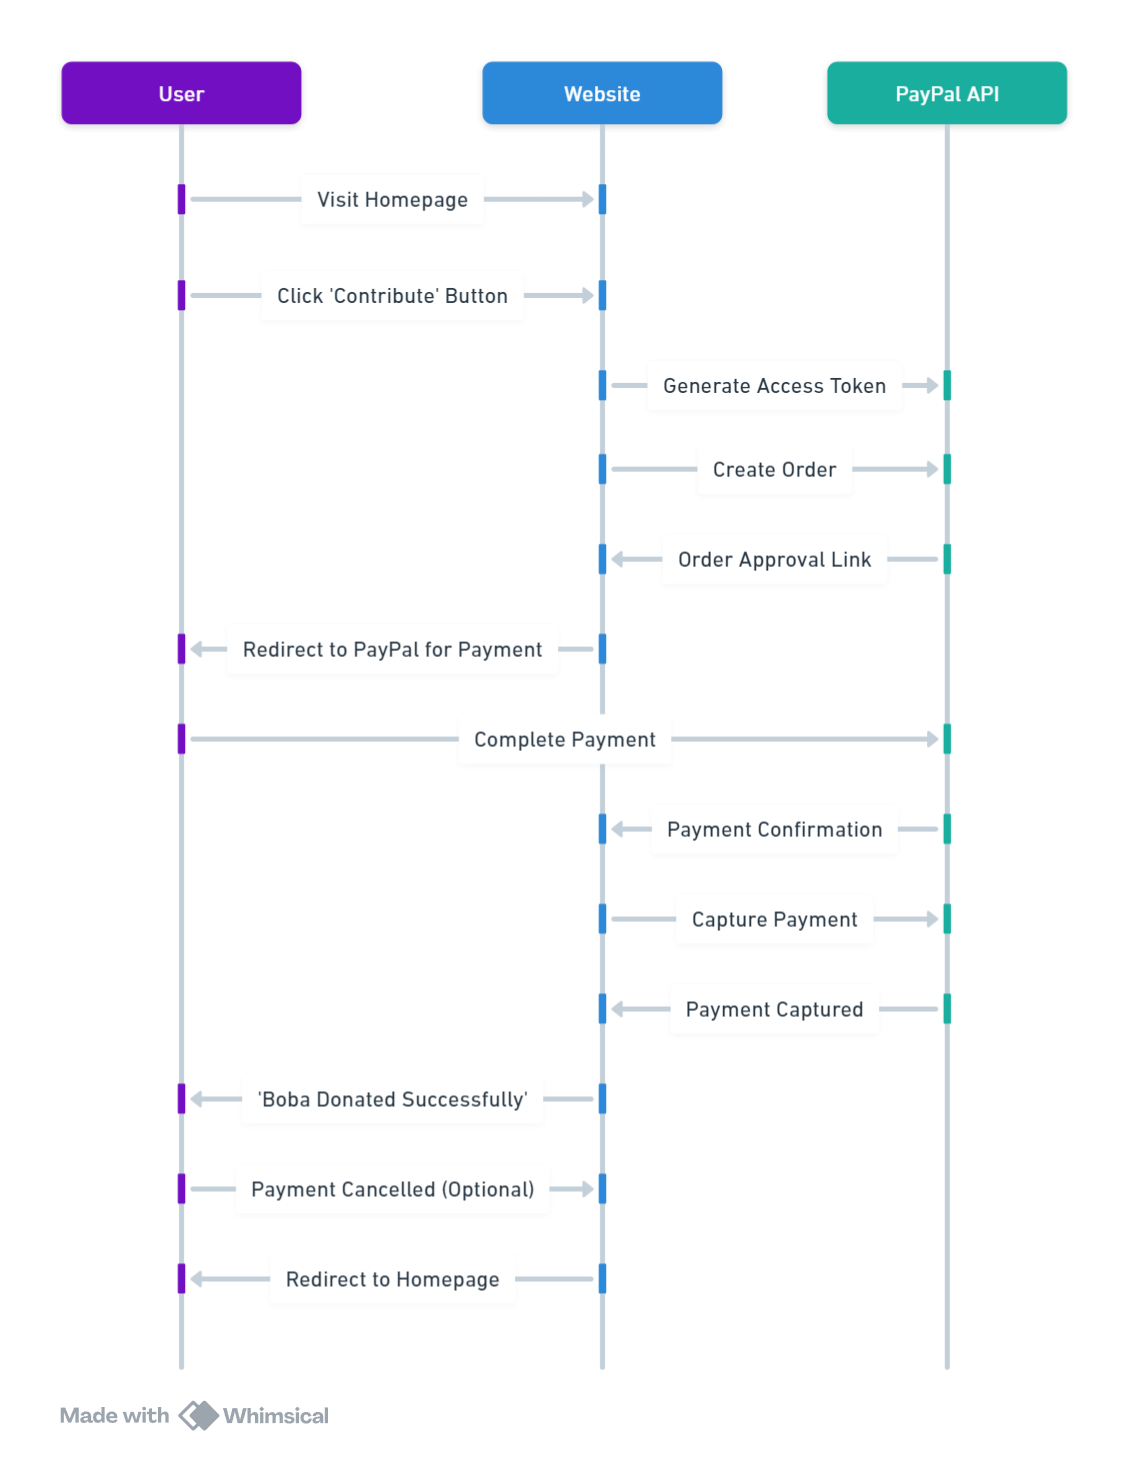 User
Website
PayPal API
Visit Homepage
Click 'Contribute' Button
Generate Access Token
Create Order
Order Approval Link
Redirect to PayPal for Payment
Complete Payment
Payment Confirmation
Capture Payment
Payment Captured
'Boba Donated Successfully'
Payment Cancelled (Optional)
Redirect to Homepage
Made with Whimsical